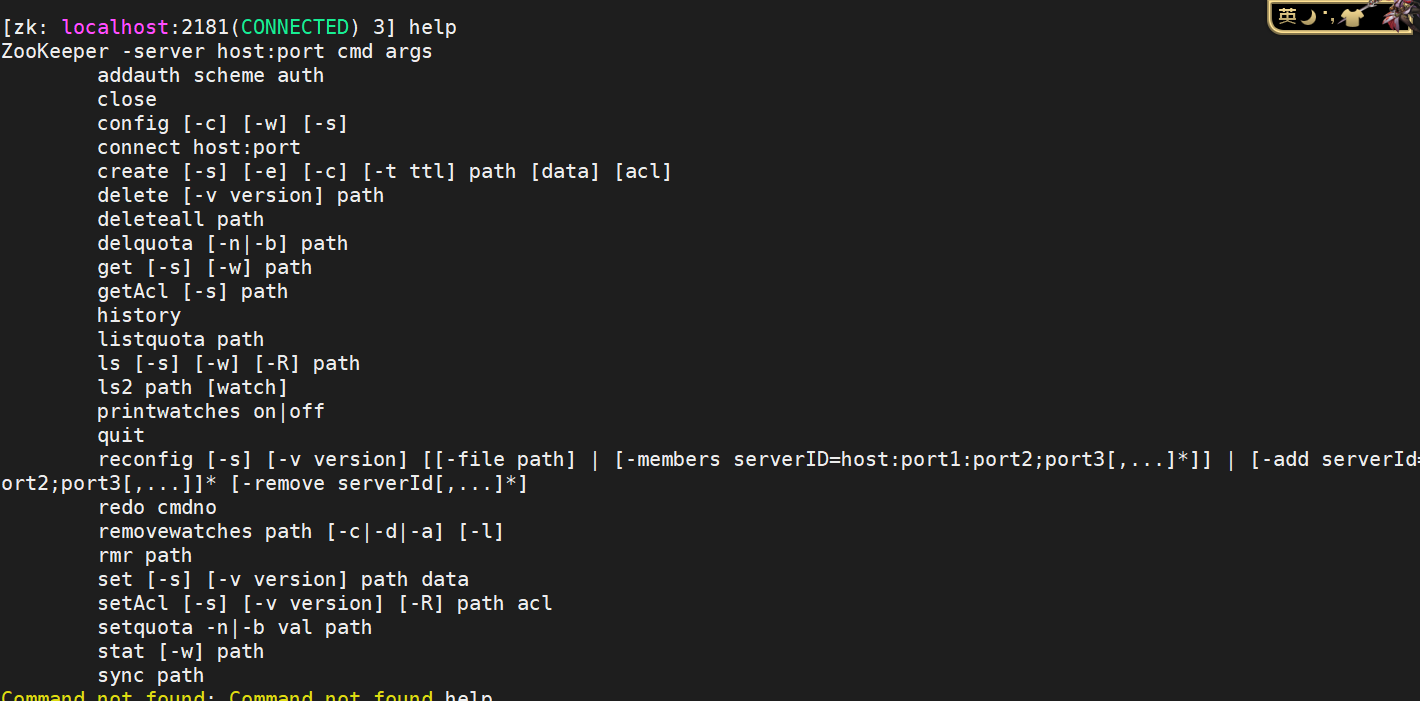 [zk: localhost:2181(CONNECTED) 3] help
ZooKeeper -server host:port cmd args
addauth scheme auth
close
config [-c] [-w] [-s]
connect host:port
create [-s] [-e] [-c] [-t ttl] path [data] [acl]
delete [-v version] path
deleteall path
delquota [-n|-b] path
get [-s] [-w] path
getAcl [-s] path
history
listquota path
ls [-s] [-w] [-R] path
ls2 path [watch]
printwatches on|off
quit
reconfig [-s] [-v version] [[-file path] | [-members serverID=host:port1:port2;port3[,...]*]] | [-add serverId=
ort2;port3[,...]]* [-remove serverId[,...]*]
redo cmdno
removewatches path [-c|-d|-a] [-l]
rmr path
set [-s] [-v version] path data
setAcl [-s] [-v version] [-R] path acl
setquota -n|-b val path
stat [-w] path
sync path
Command not found: Command not found help
英